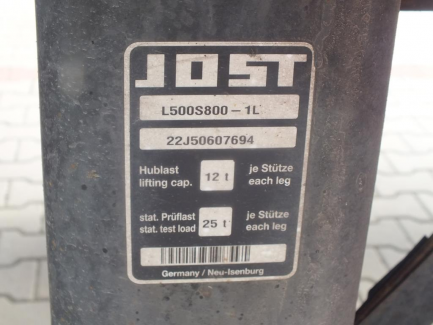 JOST
L500S800-1L
22J50607694
Hublast je Stütze
lifting cap. 12 t each leg
stat. Prüflast je Stütze
stat. test load 25 t each leg
Germany / Neu-Isenburg